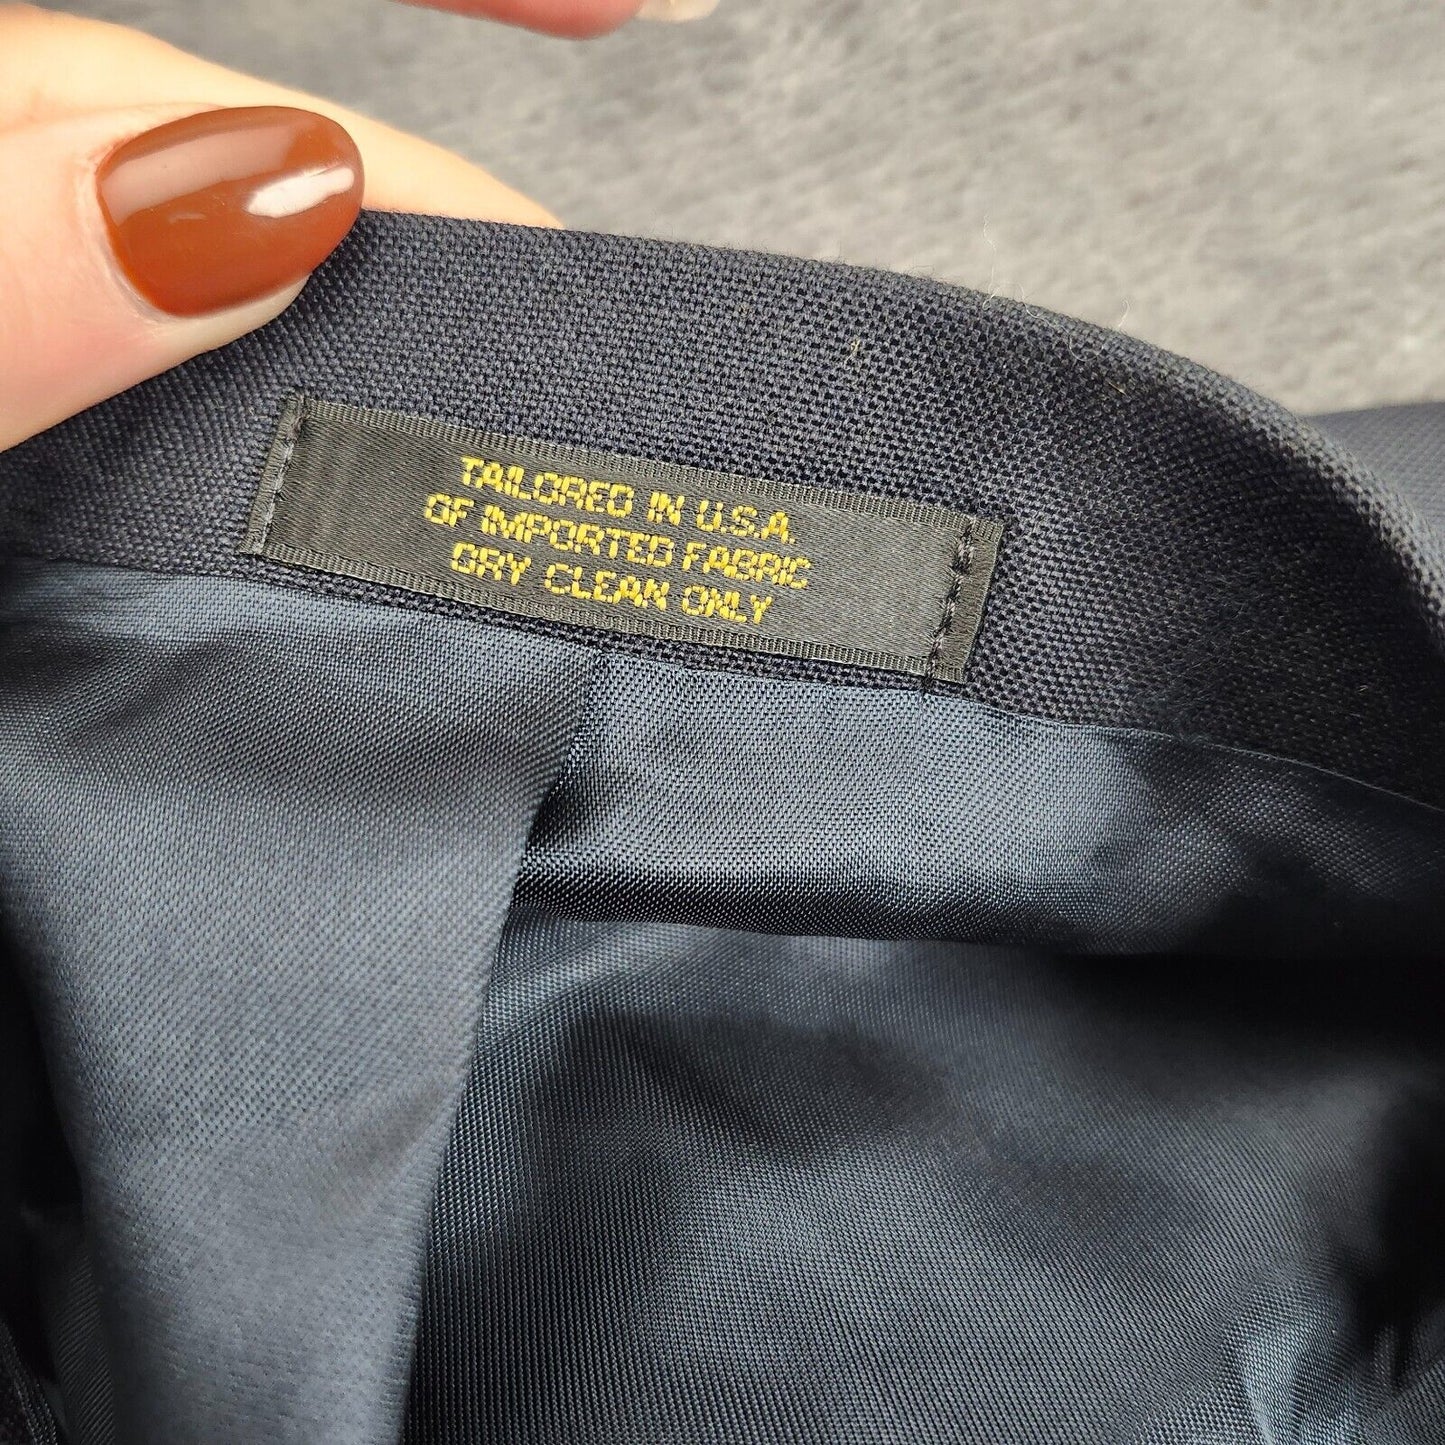 TAILORED IN U.S.A.
OF IMPORTED FABRIC
DRY CLEAN ONLY